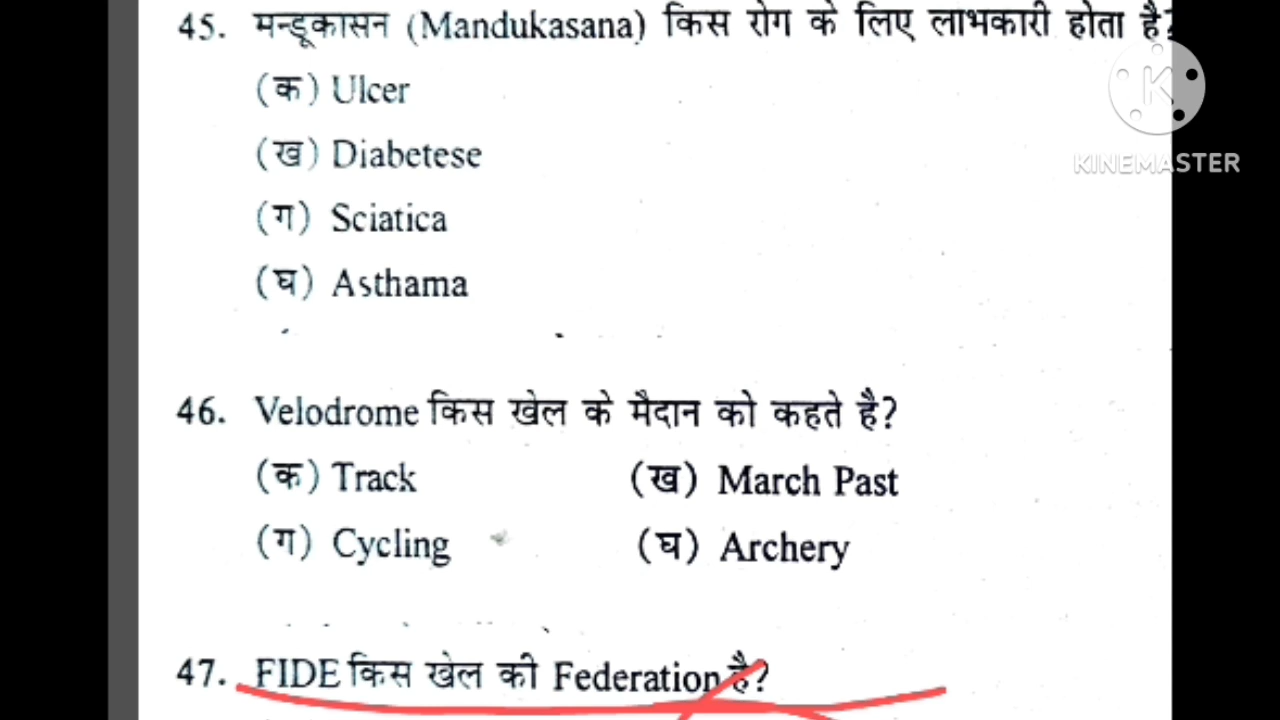 45. मन्डूकासन (Mandukasana) किस रोग के लिए लाभकारी होता है?
KINEMASTER
(क) Ulcer
(ख) Diabetese
(ग) Sciatica
(घ) Asthama
46. Velodrome किस खेल के मैदान को कहते है?
(क) Track (ख) March Past
(ग) Cycling (घ) Archery
47. FIDE किस खेल की Federation है?